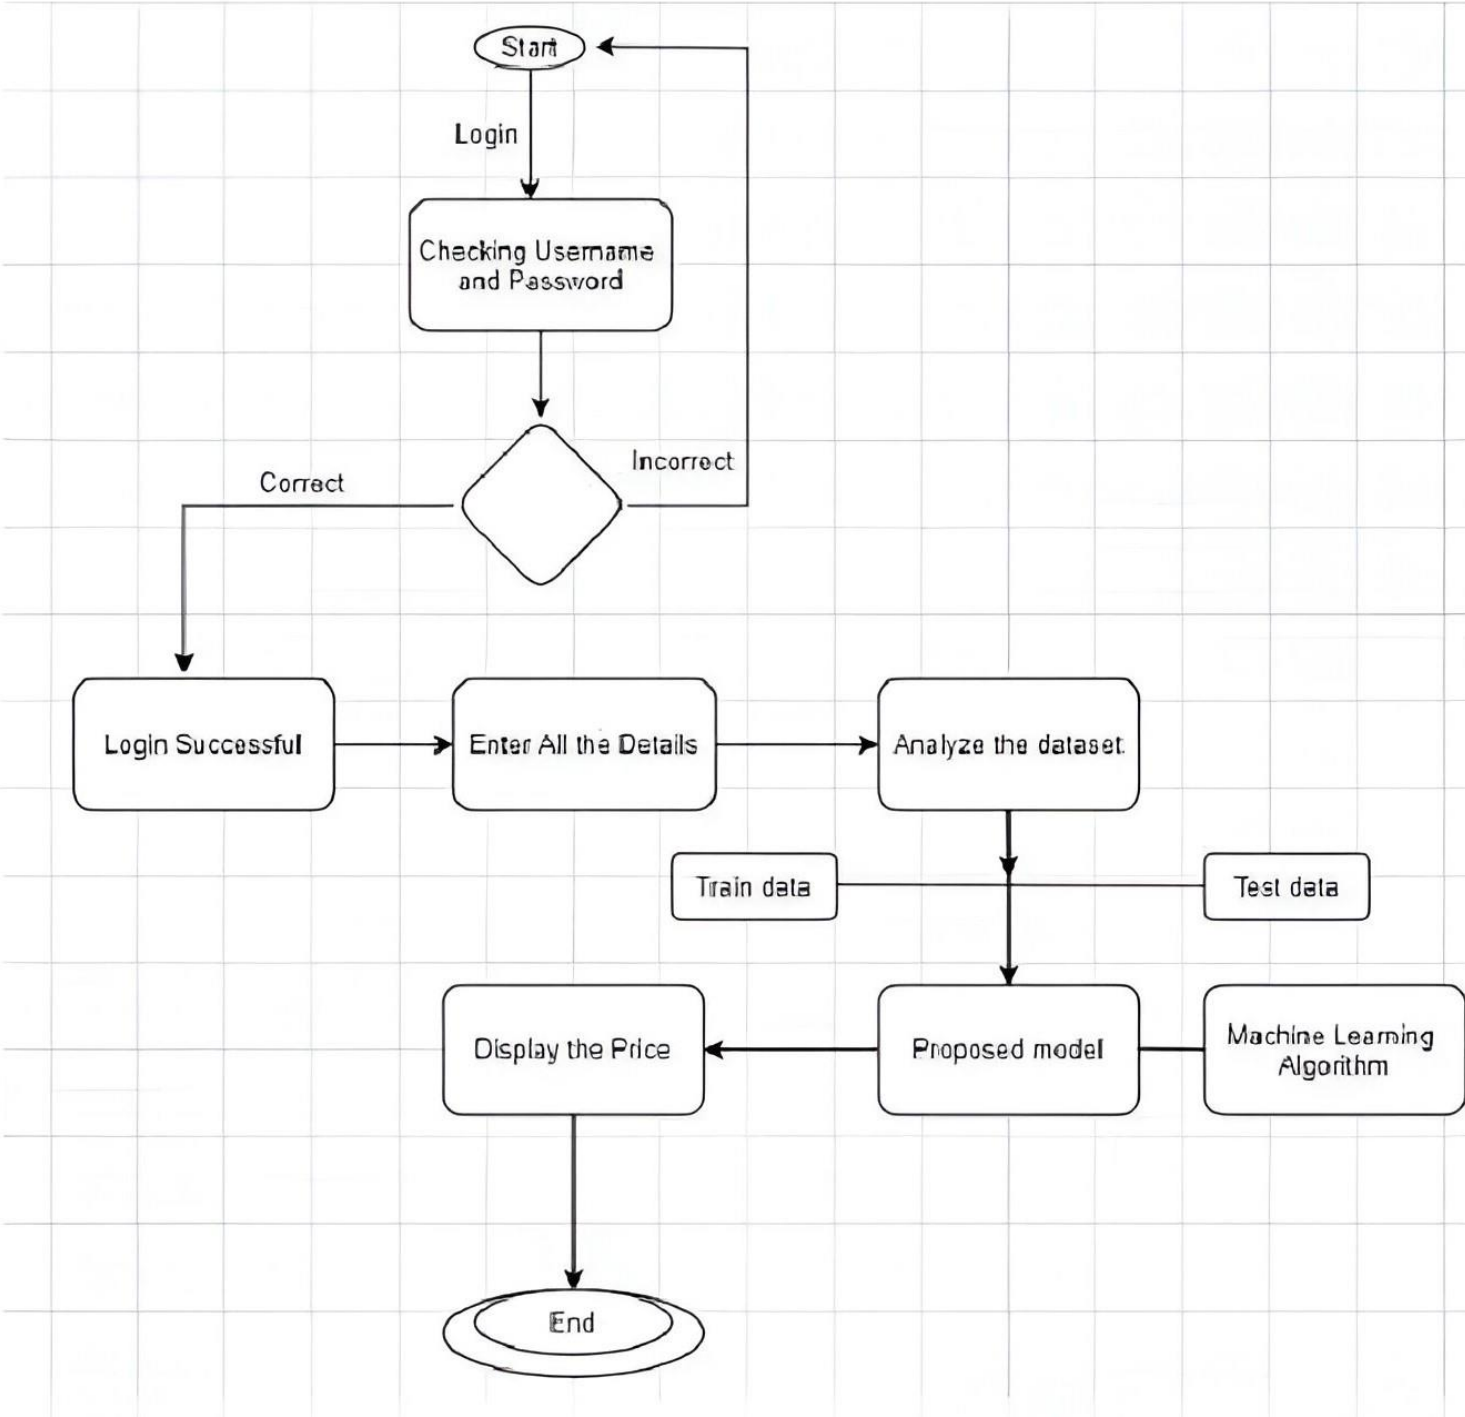 Start
Login
Checking Username
and Password
Incorrect
Correct
Login Successful
Enter All the Details
Analyze the dataset
Train data
Test data
Display the Price
Proposed model
Machine Learning
Algorithm
End